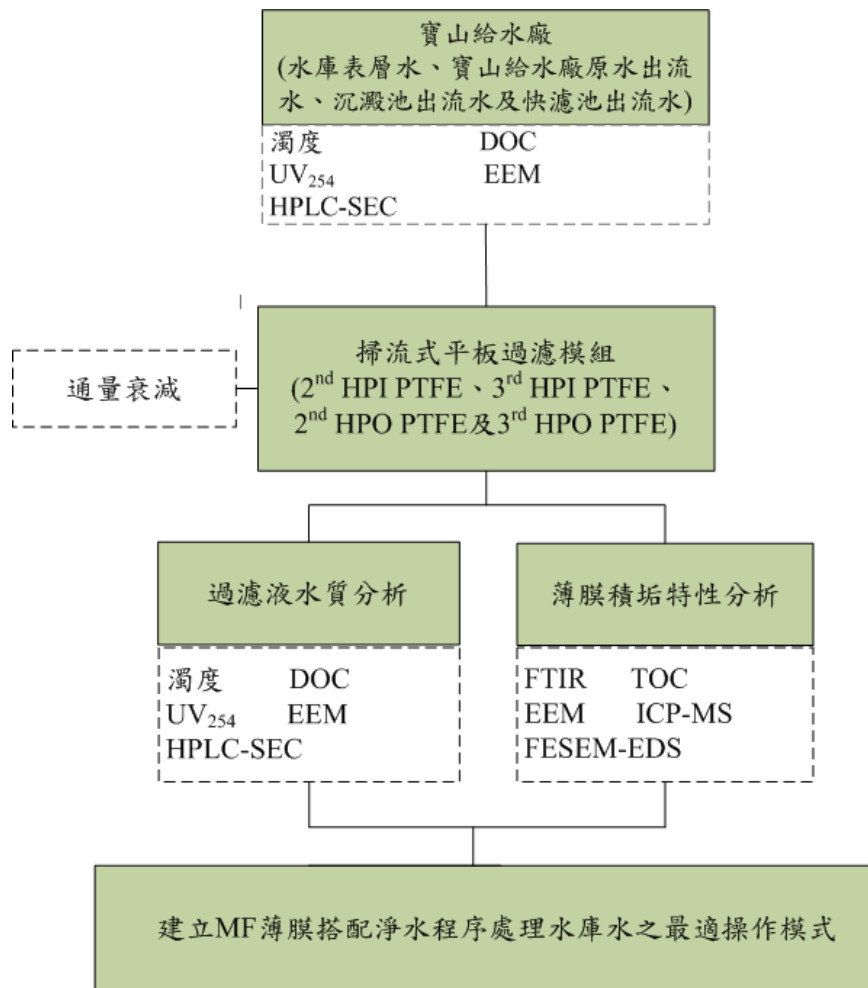 寶山給水廠
(水庫表層水、寶山給水廠原水出流
水、沉澱池出流水及快濾池出流水)
濁度 DOC
UV₂₅₄ EEM
HPLC-SEC
掃流式平板過濾模組
(2ⁿᵈ HPI PTFE、3ʳᵈ HPI PTFE、
2ⁿᵈ HPO PTFE及3ʳᵈ HPO PTFE)
通量衰減
過濾液水質分析
濁度 DOC
UV₂₅₄ EEM
HPLC-SEC
薄膜積垢特性分析
FTIR TOC
EEM ICP-MS
FESEM-EDS
建立MF薄膜搭配淨水程序處理水庫水之最適操作模式